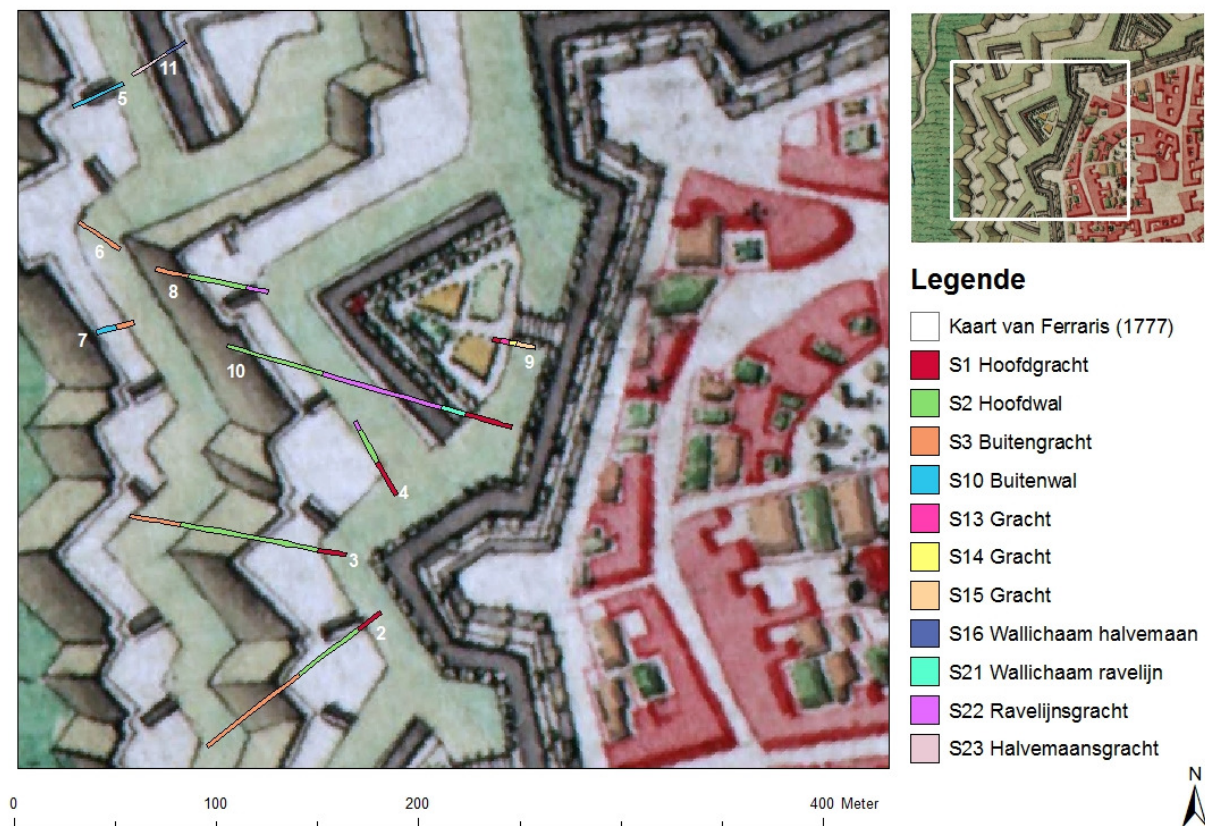 11
5
6
8
7
10
9
4
3
2
Legende
Kaart van Ferraris (1777)
S1 Hoofdgracht
S2 Hoofdwal
S3 Buitengracht
S10 Buitenwal
S13 Gracht
S14 Gracht
S15 Gracht
S16 Wallichaam halvemaan
S21 Wallichaam ravelijn
S22 Ravelijnsgracht
S23 Halvemaansgracht
N
0 100 200 400 Meter